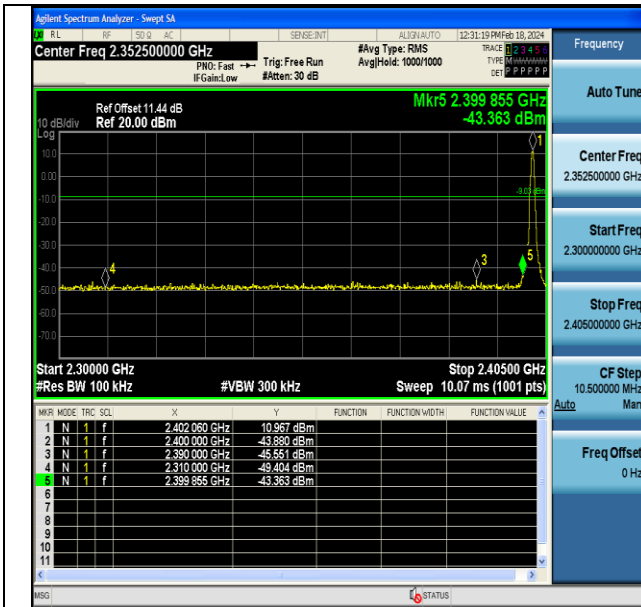 Agilent Spectrum Analyzer - Swept SA
RL RF 50 Ω AC SENSE:INT ALIGN AUTO 12:31:19 PM Feb 18, 2024
Center Freq 2.352500000 GHz
PNO: Fast
IFGain:Low
Trig: Free Run
#Atten: 30 dB
#Avg Type: RMS
Avg|Hold: 1000/1000
TRACE 1 2 3 4 5 6
TYPE M
DET P P P P P P
Mkr5 2.399 855 GHz
-43.363 dBm
Ref Offset 11.44 dB
10 dB/div Ref 20.00 dBm
Log
10.0
0.00
-10.0
-20.0
-30.0
-40.0
-50.0
-60.0
-70.0
1
-9.03 dBm
4
3
5
Start 2.30000 GHz Stop 2.40500 GHz
#Res BW 100 kHz #VBW 300 kHz Sweep 10.07 ms (1001 pts)
MKR MODE TRC SCL X Y FUNCTION FUNCTION WIDTH FUNCTION VALUE
1 N 1 f 2.402 060 GHz 10.967 dBm
2 N 1 f 2.400 000 GHz -43.880 dBm
3 N 1 f 2.390 000 GHz -45.551 dBm
4 N 1 f 2.310 000 GHz -49.404 dBm
5 N 1 f 2.399 855 GHz -43.363 dBm
6
7
8
9
10
11
MSG STATUS
Frequency
Auto Tune
Center Freq
2.352500000 GHz
Start Freq
2.300000000 GHz
Stop Freq
2.405000000 GHz
CF Step
10.500000 MHz
Auto Man
Freq Offset
0 Hz